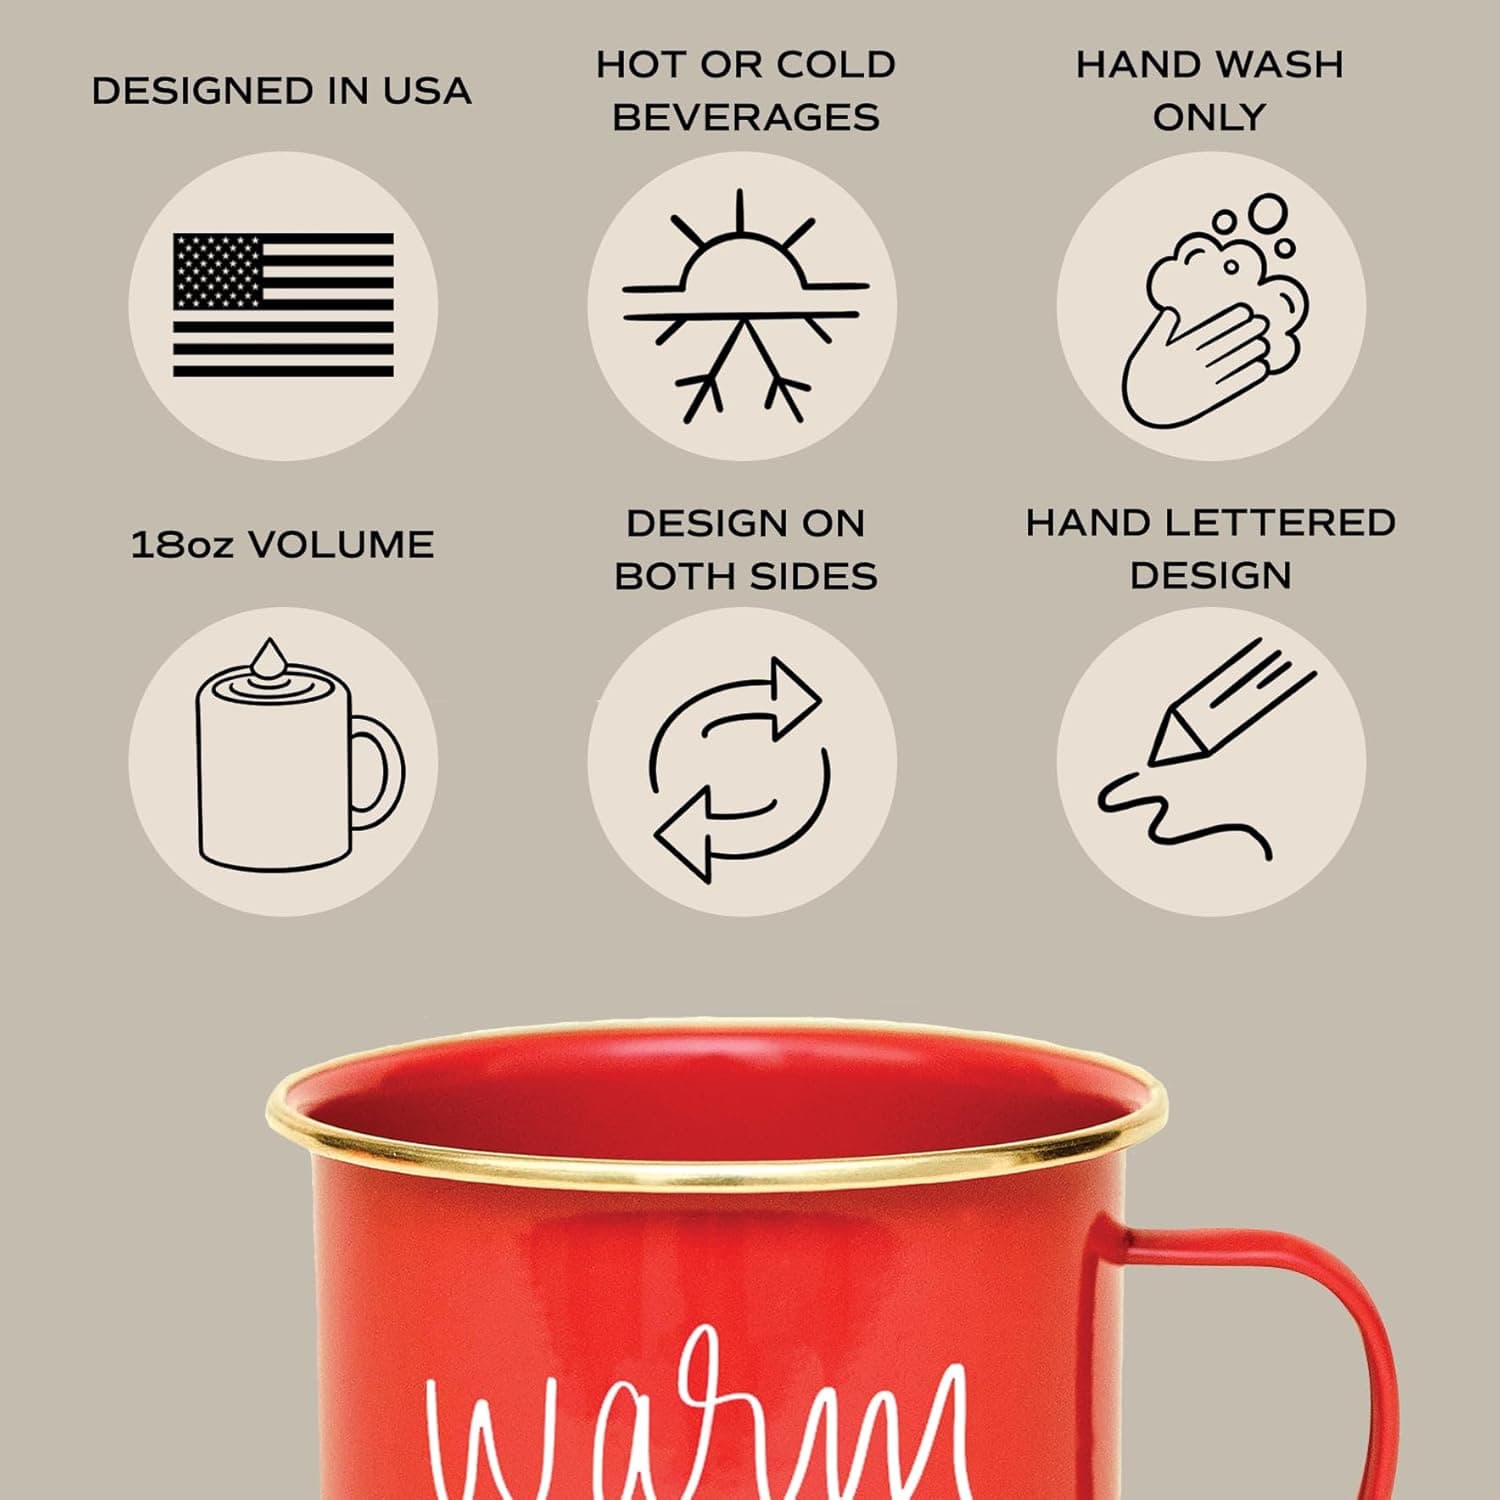 DESIGNED IN USA
HOT OR COLD
BEVERAGES
HAND WASH
ONLY
18oz VOLUME
DESIGN ON
BOTH SIDES
HAND LETTERED
DESIGN
warm